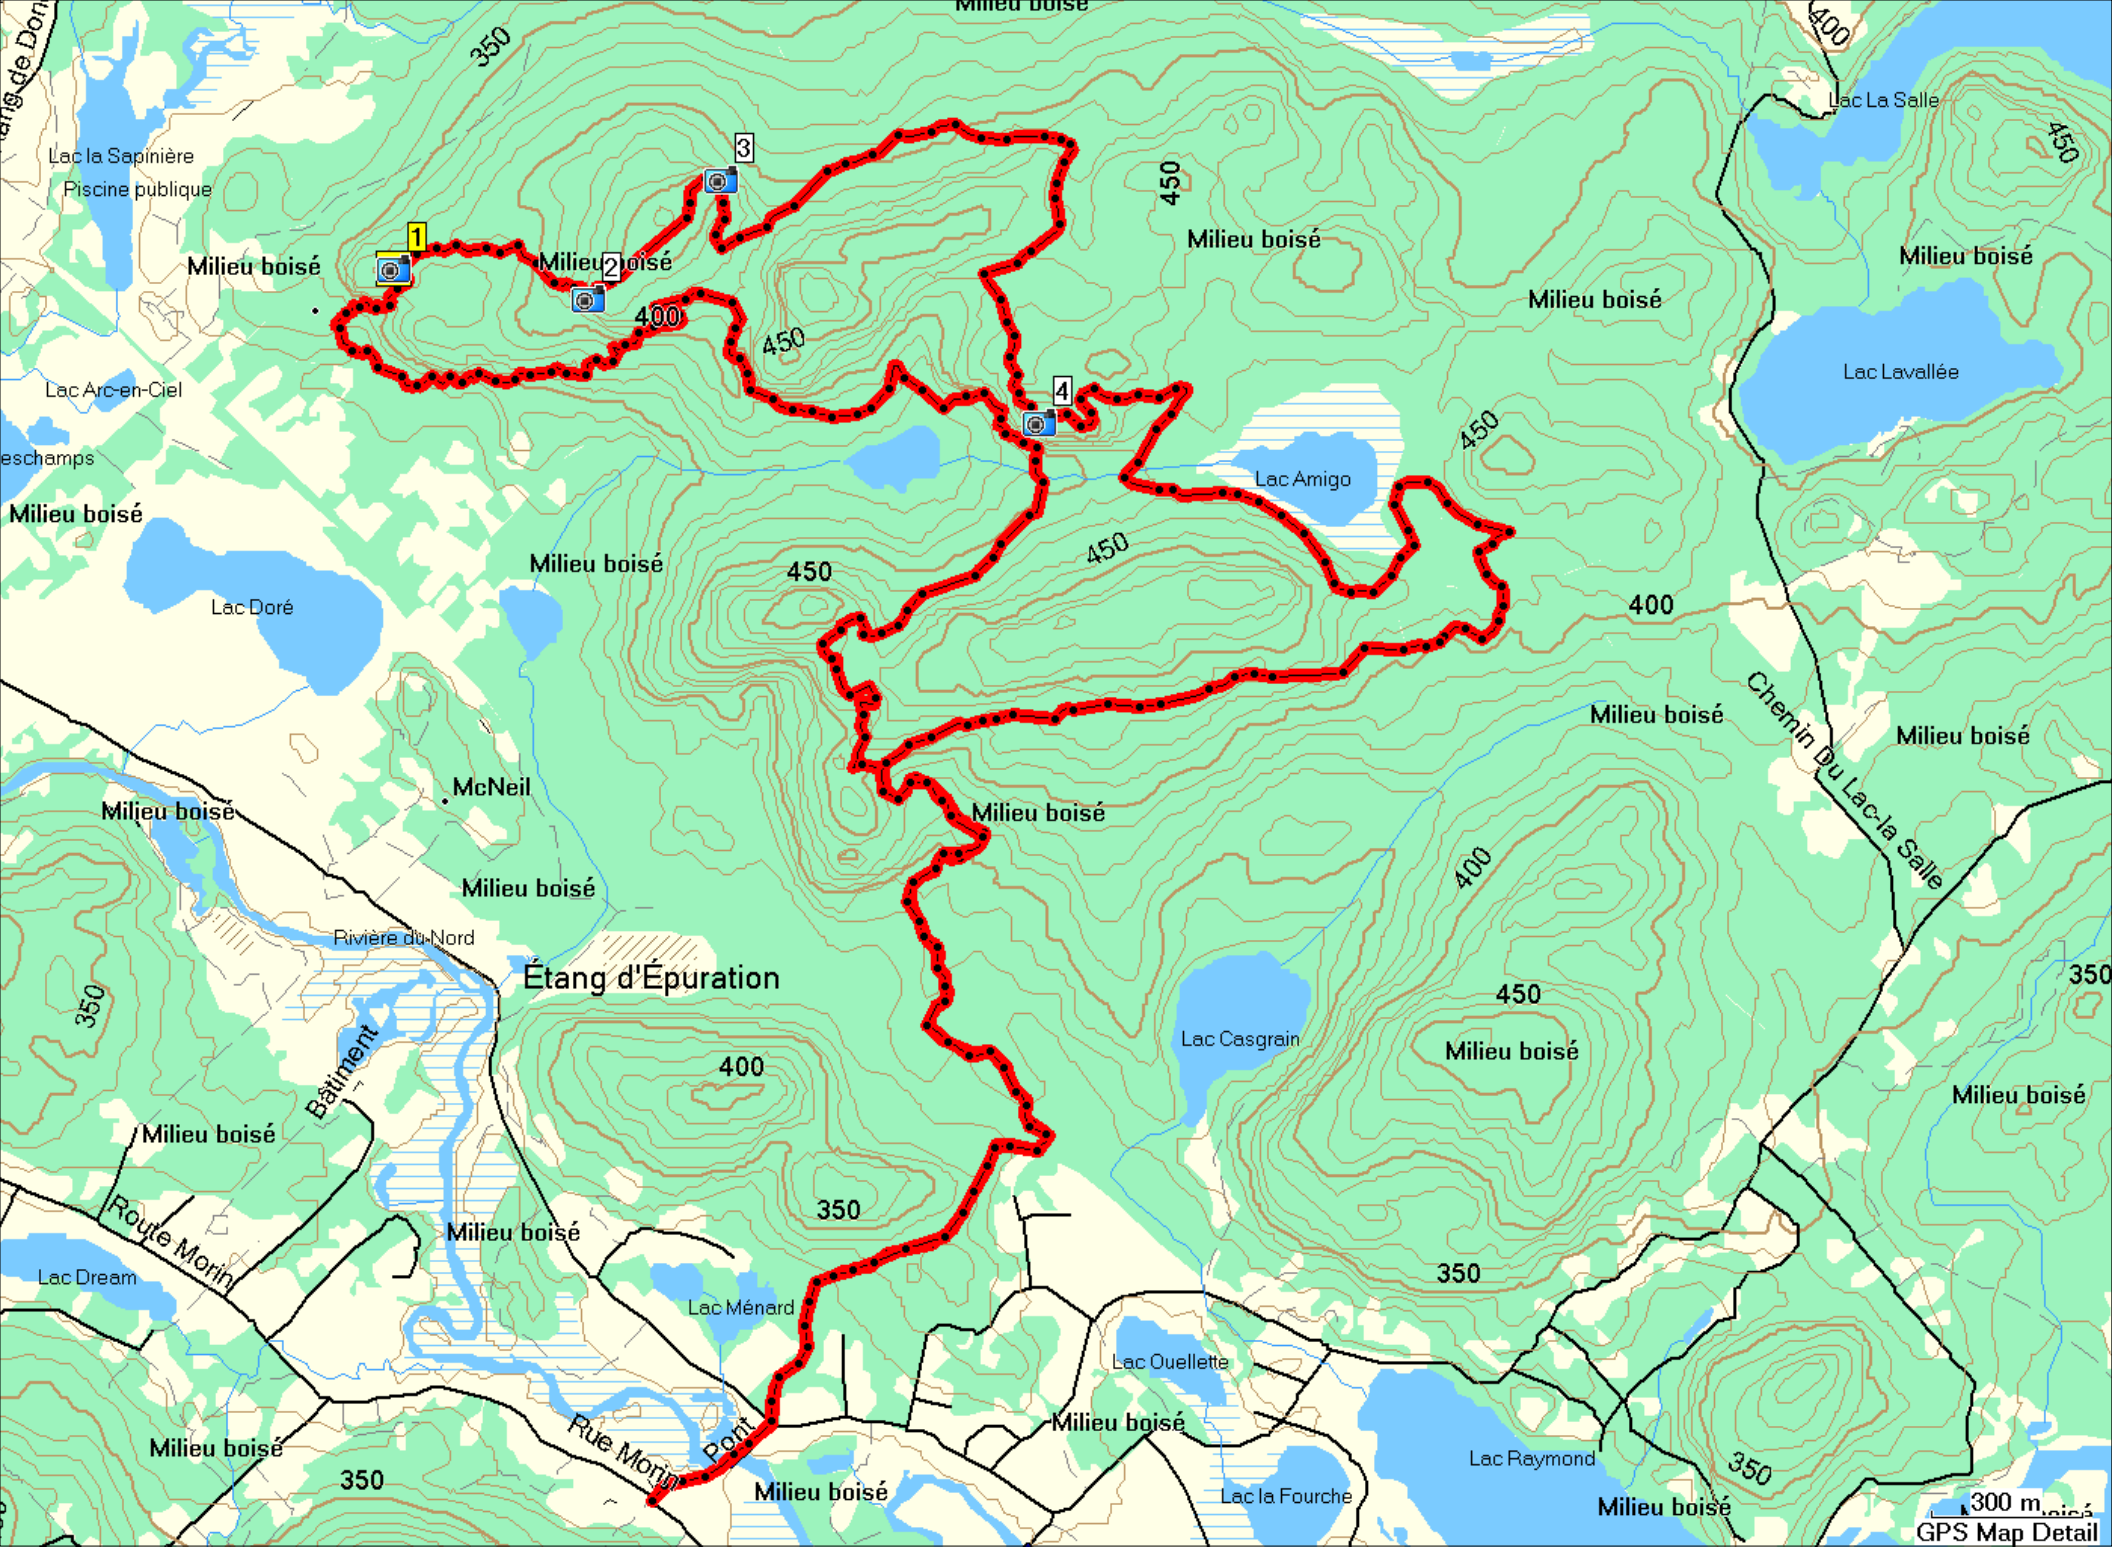 Milieu boisé
400
350
Lac La Salle
450
3
Lac la Sapinière
Piscine publique
450
1
Milieu boisé
Milieu boisé
Milieu boisé
2
Milieu boisé
Milieu boisé
400
450
Lac Lavallée
4
Lac Arc-en-Ciel
450
eschamps
Lac Amigo
Milieu boisé
450
Milieu boisé
450
Lac Doré
400
Milieu boisé
Chemin Du Lac-la Salle
Milieu boisé
McNeil
Milieu boisé
Milieu boisé
400
Milieu boisé
Rivière du Nord
Étang d'Épuration
350
350
450
Lac Casgrain
Milieu boisé
Bâtiment
400
Milieu boisé
Milieu boisé
350
Route Morin
Milieu boisé
Lac Dream
350
Lac Ménard
Lac Ouellette
Rue Morin
Pont
Milieu boisé
Milieu boisé
Lac Raymond
350
350
Milieu boisé
Lac la Fourche
Milieu boisé
300 m
GPS Map Detail